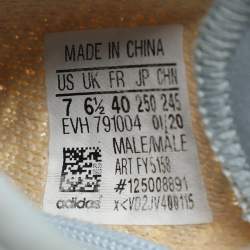 MADE IN CHINA
US UK FR JP CHN
7 6½ 40 250 245
EVH 791004 01|20
MALE/MALE
ART FY5158
#125008891
adidas x<VD2JV408115